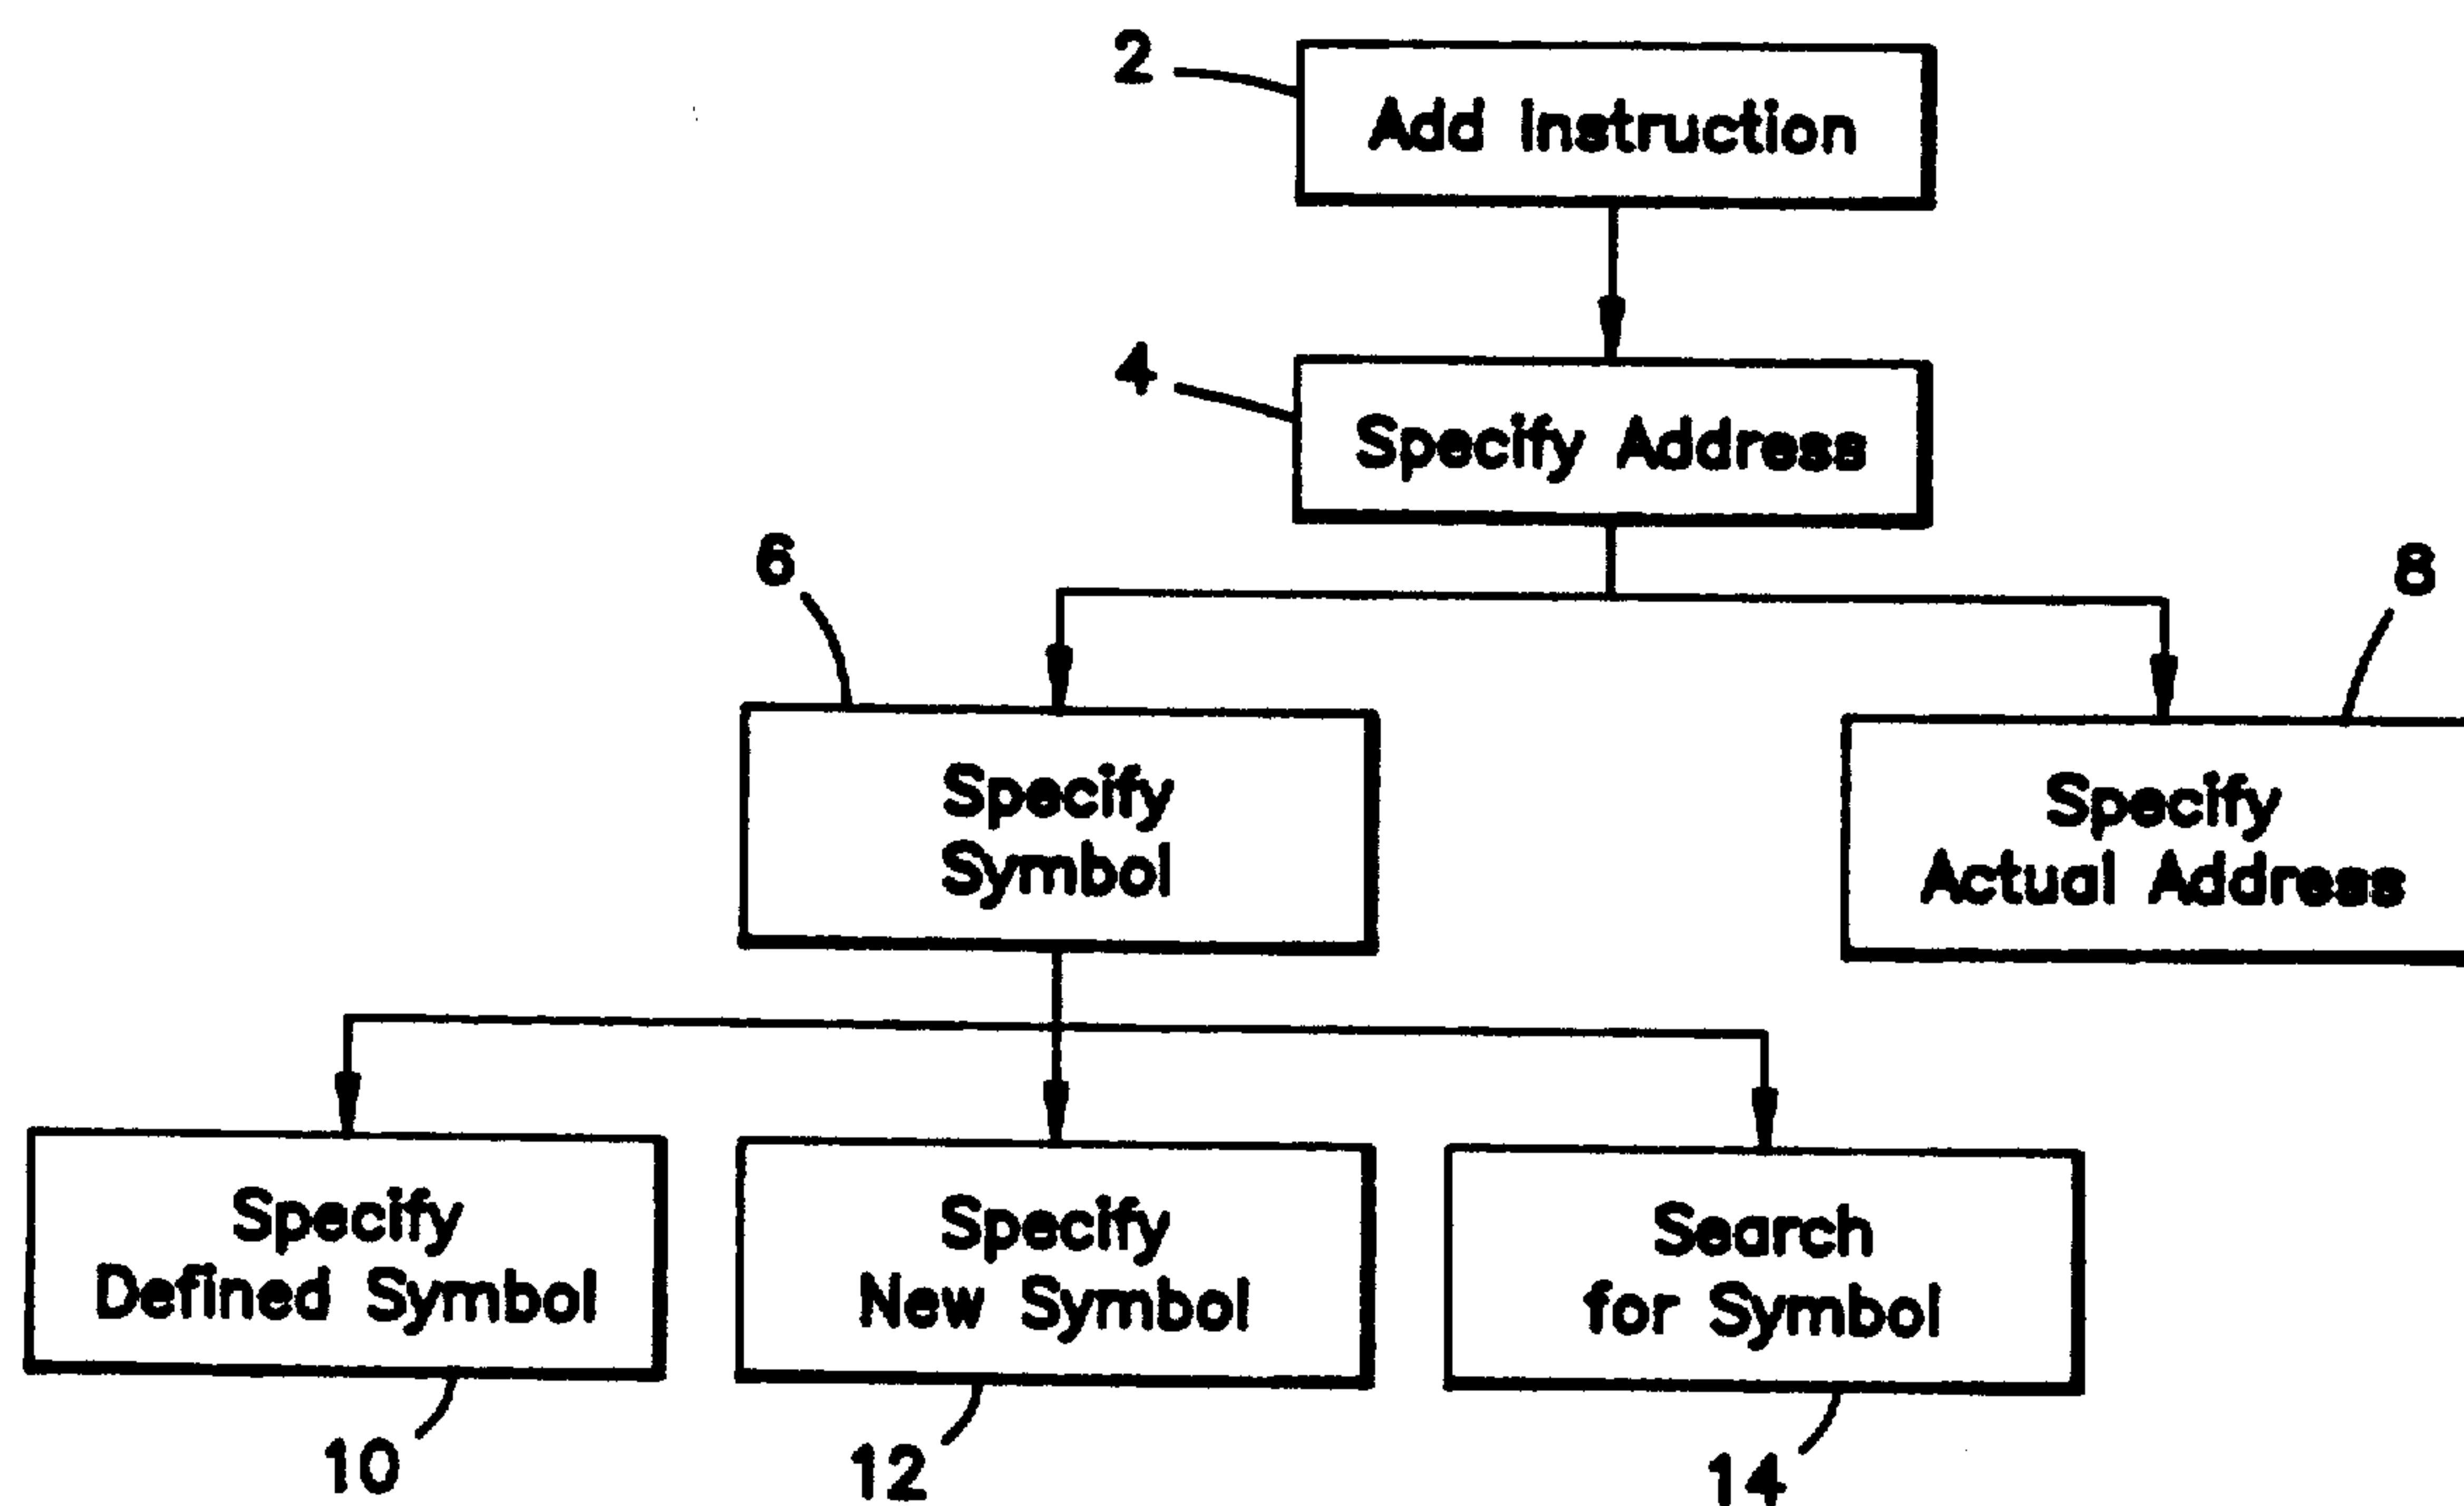 2
Add Instruction
4
Specify Address
6
8
Specify
Symbol
Specify
Actual Address
Specify
Defined Symbol
Specify
New Symbol
Search
for Symbol
10
12
14